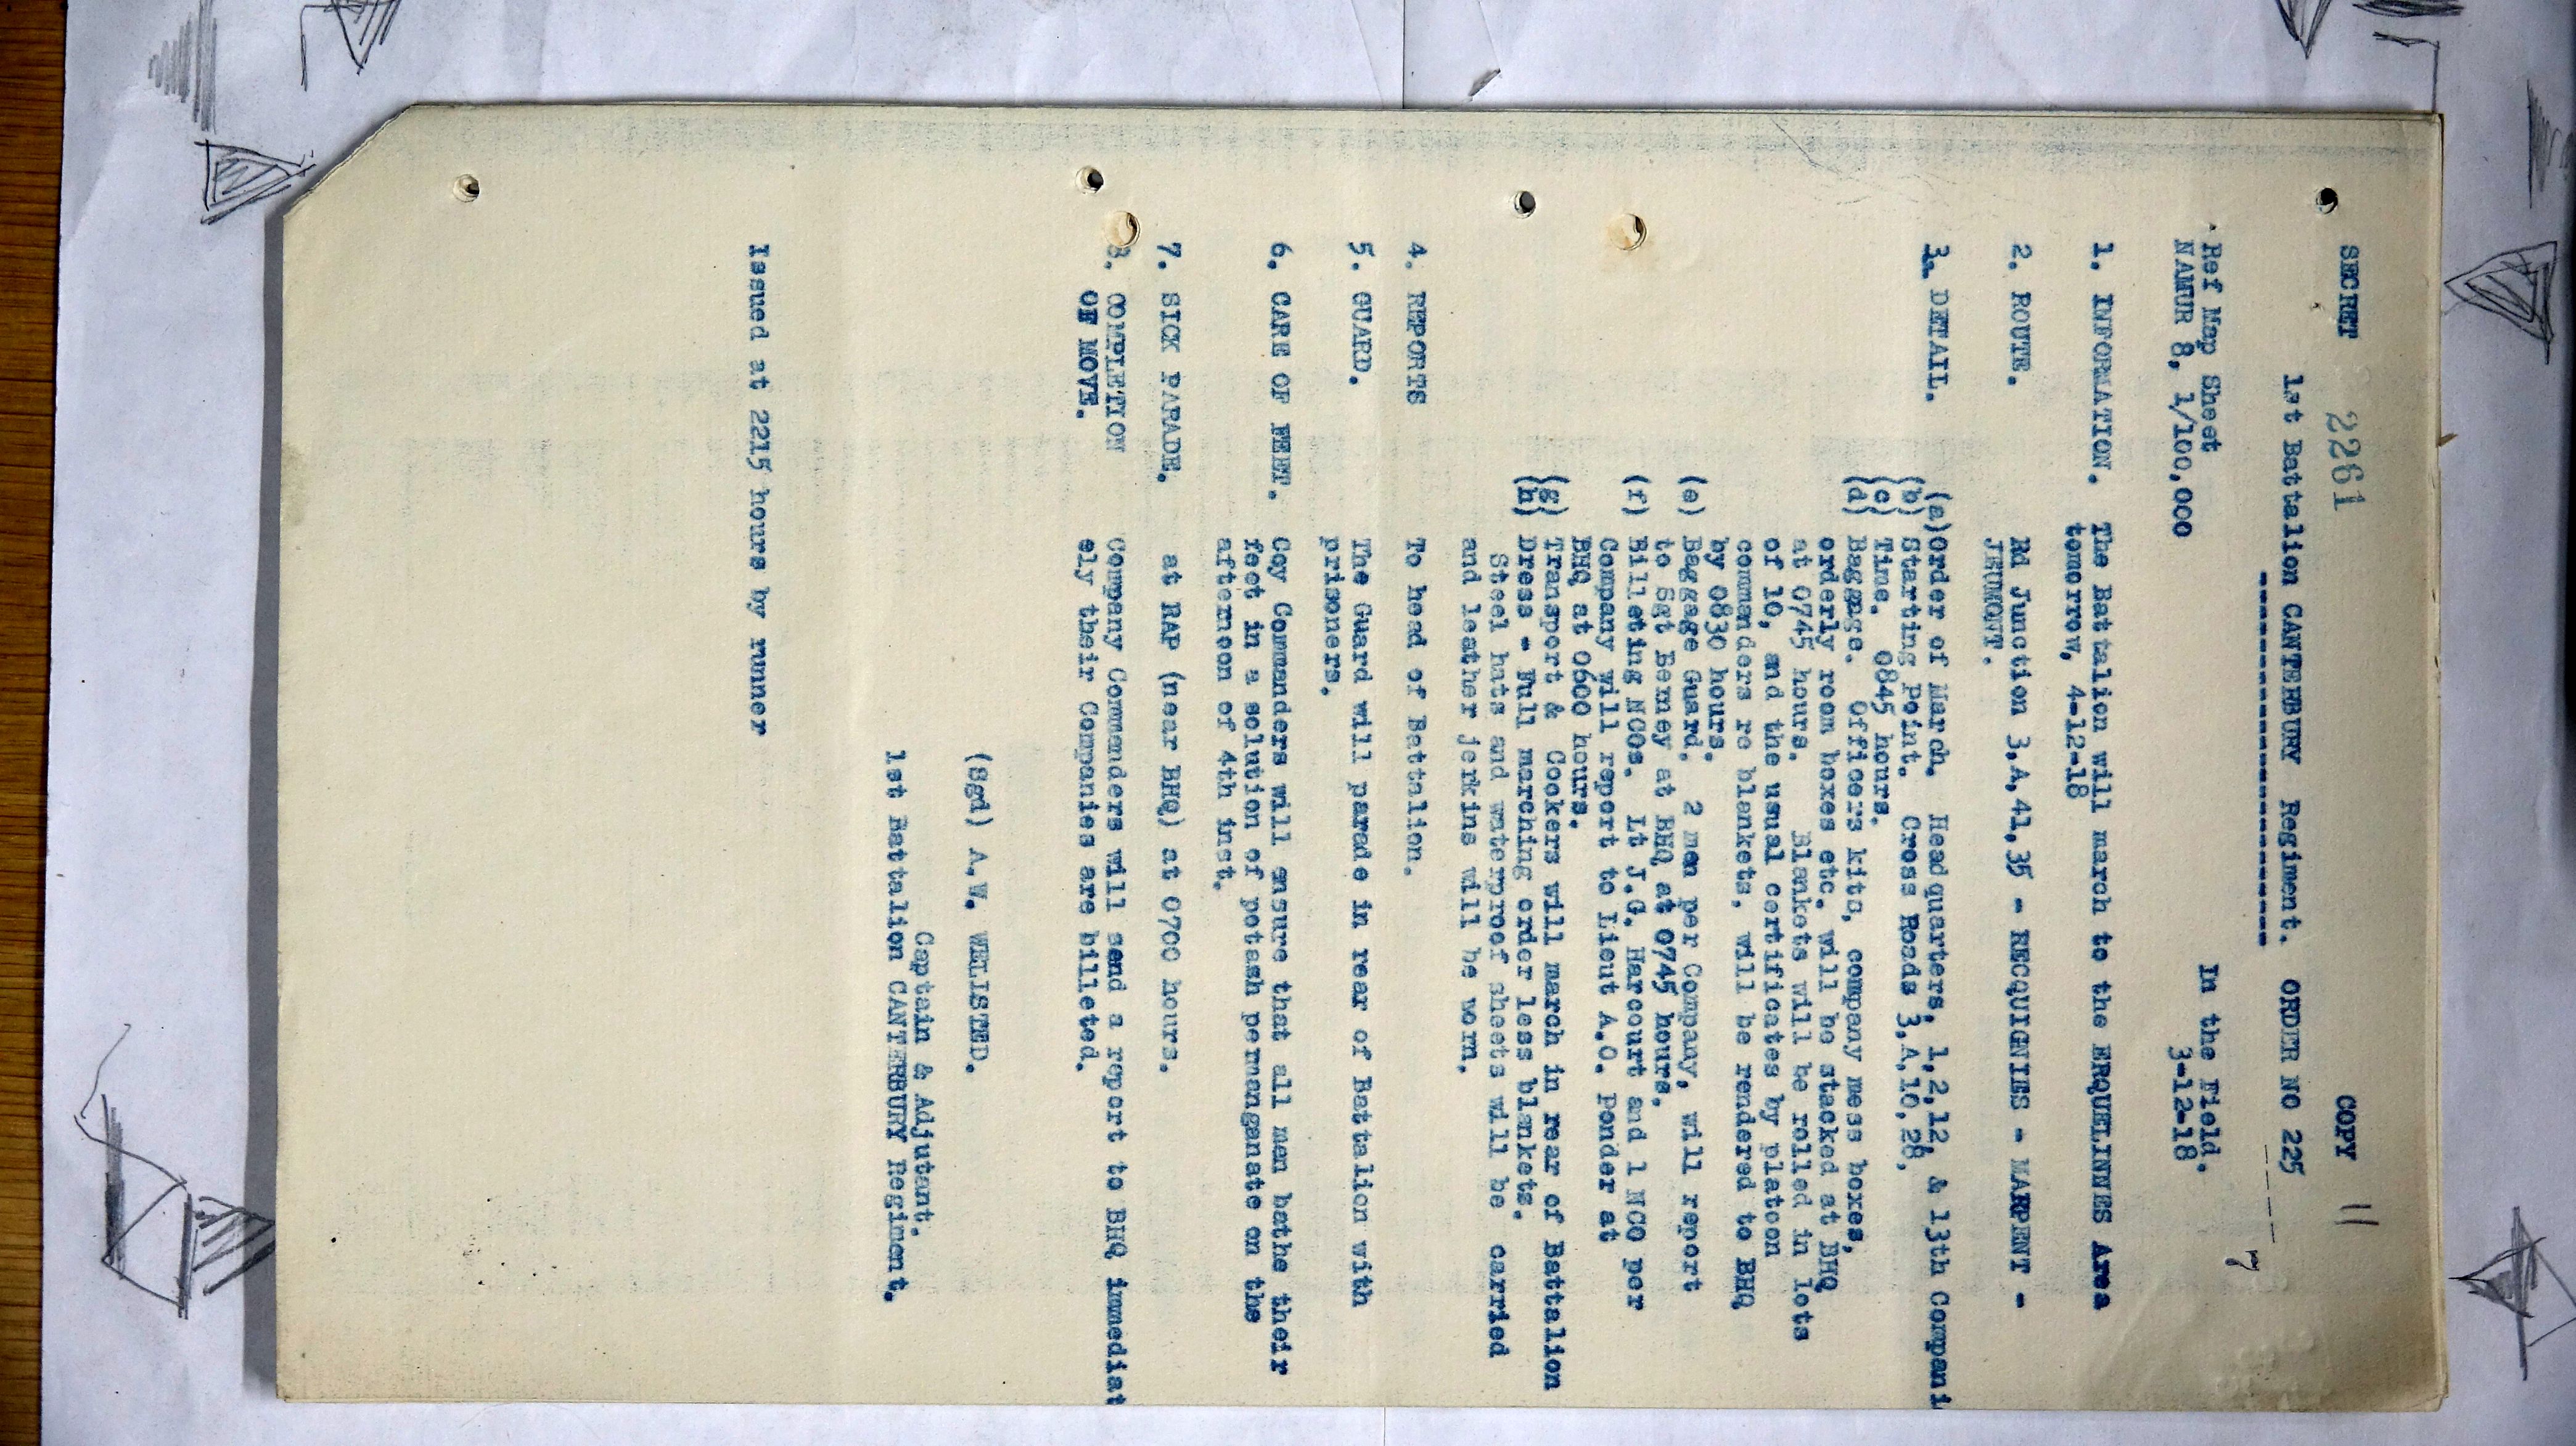 SECRET 2261 COPY 11
1st Battalion CANTERBURY Regiment. ORDER NO 225
7
Ref Map Sheet In the Field.
NAMUR 8, 1/100,000 3-12-18
1. INFORMATION. The Battalion will march to the ERQUELINNES Area
tomorrow, 4-12-18
2. ROUTE. Rd Junction 3,A,41,35 - RECQUIGNIES - MARPENT -
JEUMONT.
3. DETAIL. (a)Order of March. Headquarters, 1,2,12, & 13th Compani
(b) Starting Point. Cross Roads 3,A,10,28,
(c) Time. 0845 hours.
(d) Baggage. Officers kits, company mess boxes,
orderly room boxes etc. will be stacked at BHQ
at 0745 hours. Blankets will be rolled in lots
of 10, and the usual certificates by platoon
commanders re blankets, will be rendered to BHQ
by 0830 hours.
(e) Baggage Guard. 2 men per Company, will report
to Sgt Bemey at BHQ at 0745 hours.
(f) Billeting NCOs. Lt J.G. Harcourt and 1 NCO per
Company will report to Lieut A.O. Ponder at
BHQ at 0600 hours.
(g) Transport & Cookers will march in rear of Battalion
(h) Dress - Full marching order less blankets.
Steel hats and waterproof sheets will be carried
and leather jerkins will be worn.
4. REPORTS To head of Battalion.
5. GUARD. The Guard will parade in rear of Battalion with
prisoners.
6. CARE OF FEET. Coy Commanders will ensure that all men bathe their
feet in a solution of potash permanganate on the
afternoon of 4th inst.
7. SICK PARADE. at RAP (near BHQ) at 0700 hours.
8. COMPLETION Company Commanders will send a report to BHQ immediat
OF MOVE. ely their Companies are billeted.
(Sgd) A.W. WELISTED.
Captain & Adjutant.
1st Battalion CANTERBURY Regiment.
Issued at 2215 hours by runner